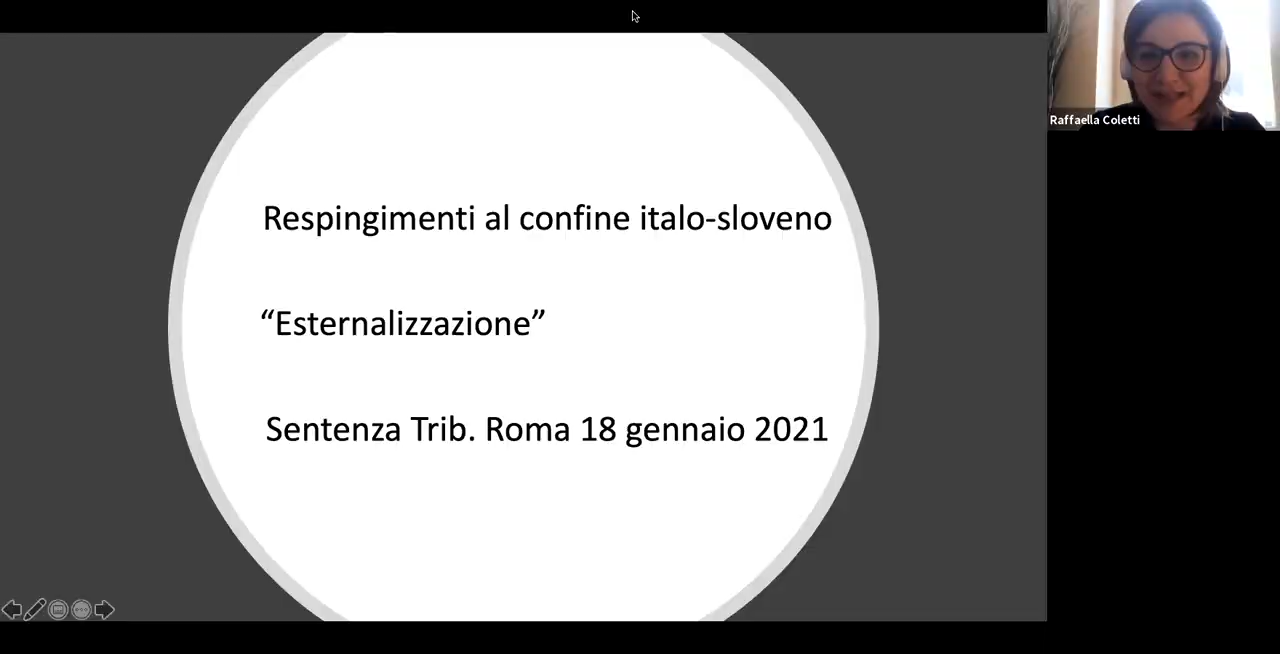 Respingimenti al confine italo-sloveno
“Esternalizzazione”
Sentenza Trib. Roma 18 gennaio 2021
Raffaella Coletti